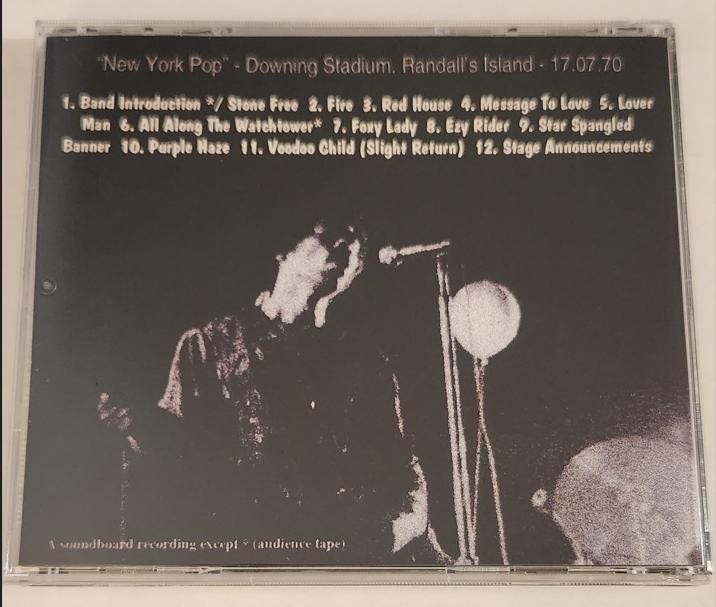 "New York Pop" - Downing Stadium, Randall's Island - 17.07.70
1. Band Introduction */ Stone Free 2. Fire 3. Red House 4. Message To Love 5. Lover
Man 6. All Along The Watchtower* 7. Foxy Lady 8. Ezy Rider 9. Star Spangled
Banner 10. Purple Haze 11. Voodoo Child (Slight Return) 12. Stage Announcements
A soundboard recording except * (audience tape)